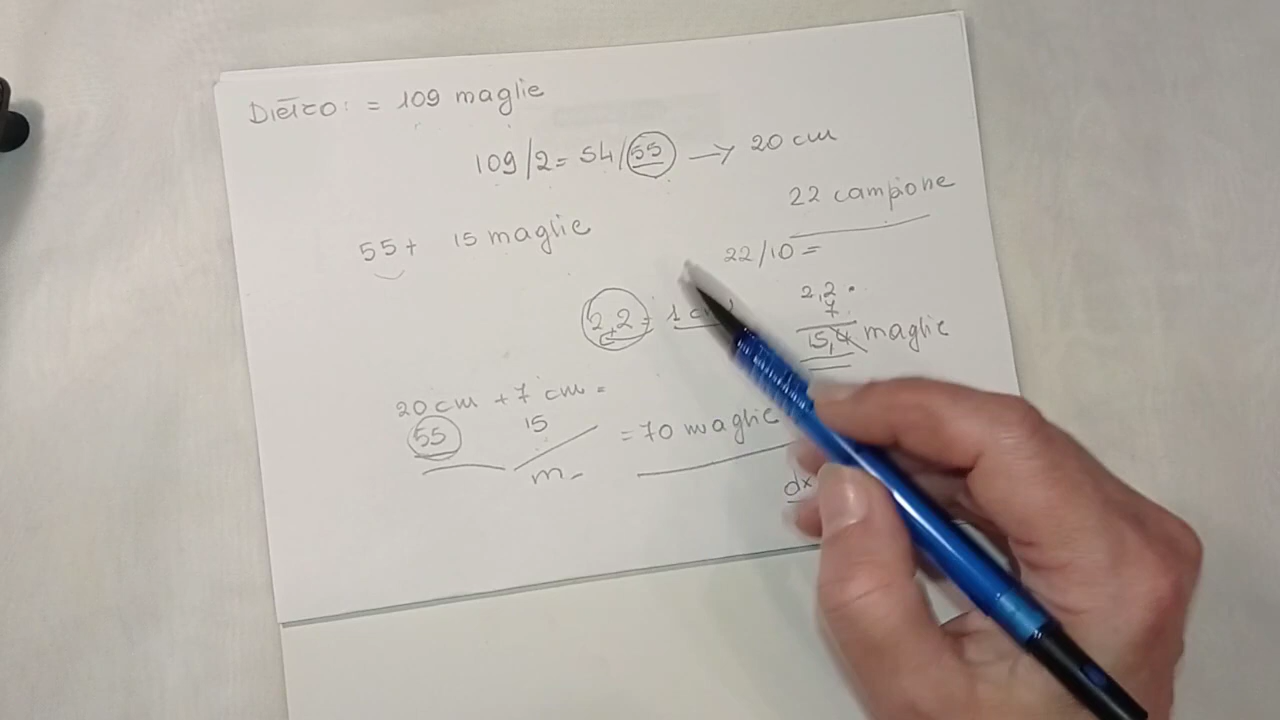 Dietro: = 109 maglie
109/2 = 54/55 → 20 cm
22 campione
55+ 15 maglie
22/10 =
2,2 = 1 cm
2,2 .
7
15,4 maglie
20 cm + 7 cm =
55 15
= 70 maglie
m-
dx